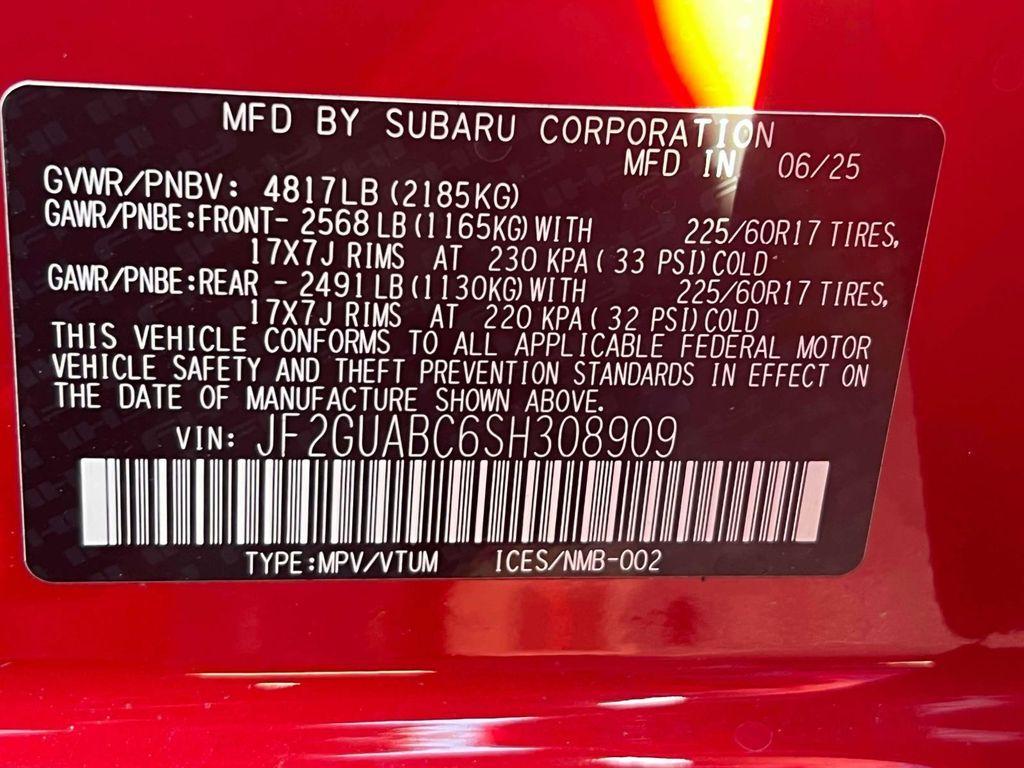 MFD BY SUBARU CORPORATION
MFD IN 06/25
GVWR/PNBV: 4817LB (2185KG)
GAWR/PNBE:FRONT- 2568 LB (1165KG) WITH 225/60R17 TIRES,
17X7J RIMS AT 230 KPA ( 33 PSI) COLD
GAWR/PNBE:REAR - 2491 LB (1130KG) WITH 225/60R17 TIRES,
17X7J RIMS AT 220 KPA ( 32 PSI) COLD
THIS VEHICLE CONFORMS TO ALL APPLICABLE FEDERAL MOTOR
VEHICLE SAFETY AND THEFT PREVENTION STANDARDS IN EFFECT ON
THE DATE OF MANUFACTURE SHOWN ABOVE.
VIN: JF2GUABC6SH308909
TYPE:MPV/VTUM ICES/NMB-002